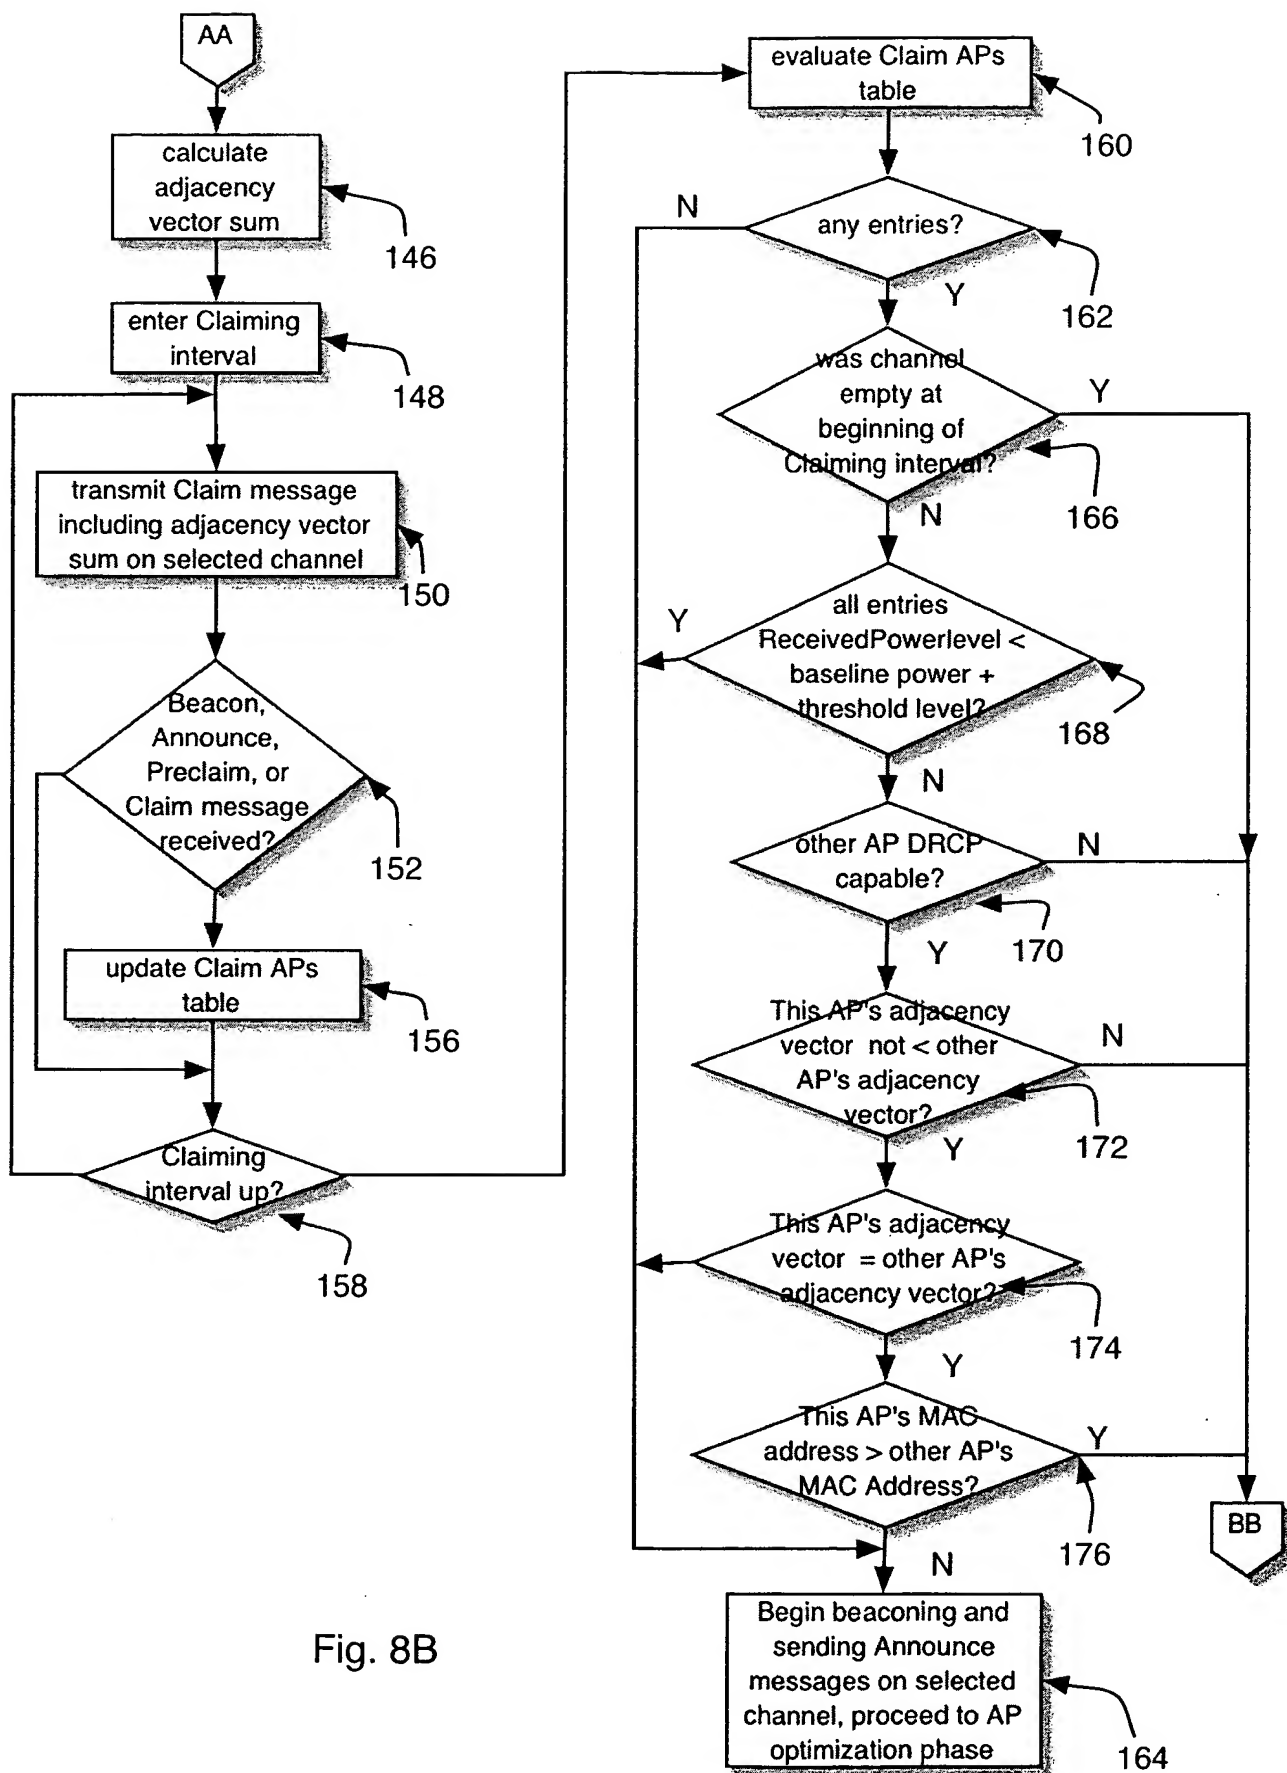 AA
calculate
adjacency
vector sum
146
enter Claiming
interval
148
transmit Claim message
including adjacency vector
sum on selected channel
150
Beacon,
Announce,
Preclaim, or
Claim message
received?
152
update Claim APs
table
156
Claiming
interval up?
158
evaluate Claim APs
table
160
N
any entries?
162
Y
was channel
empty at
beginning of
Claiming interval?
Y
166
N
all entries
ReceivedPowerlevel <
baseline power +
threshold level?
Y
168
N
other AP DRCP
capable?
N
170
Y
This AP's adjacency
vector not < other
AP's adjacency
vector?
N
172
Y
This AP's adjacency
vector = other AP's
adjacency vector?
174
Y
This AP's MAC
address > other AP's
MAC Address?
Y
176
BB
N
Begin beaconing and
sending Announce
messages on selected
channel, proceed to AP
optimization phase
164
Fig. 8B